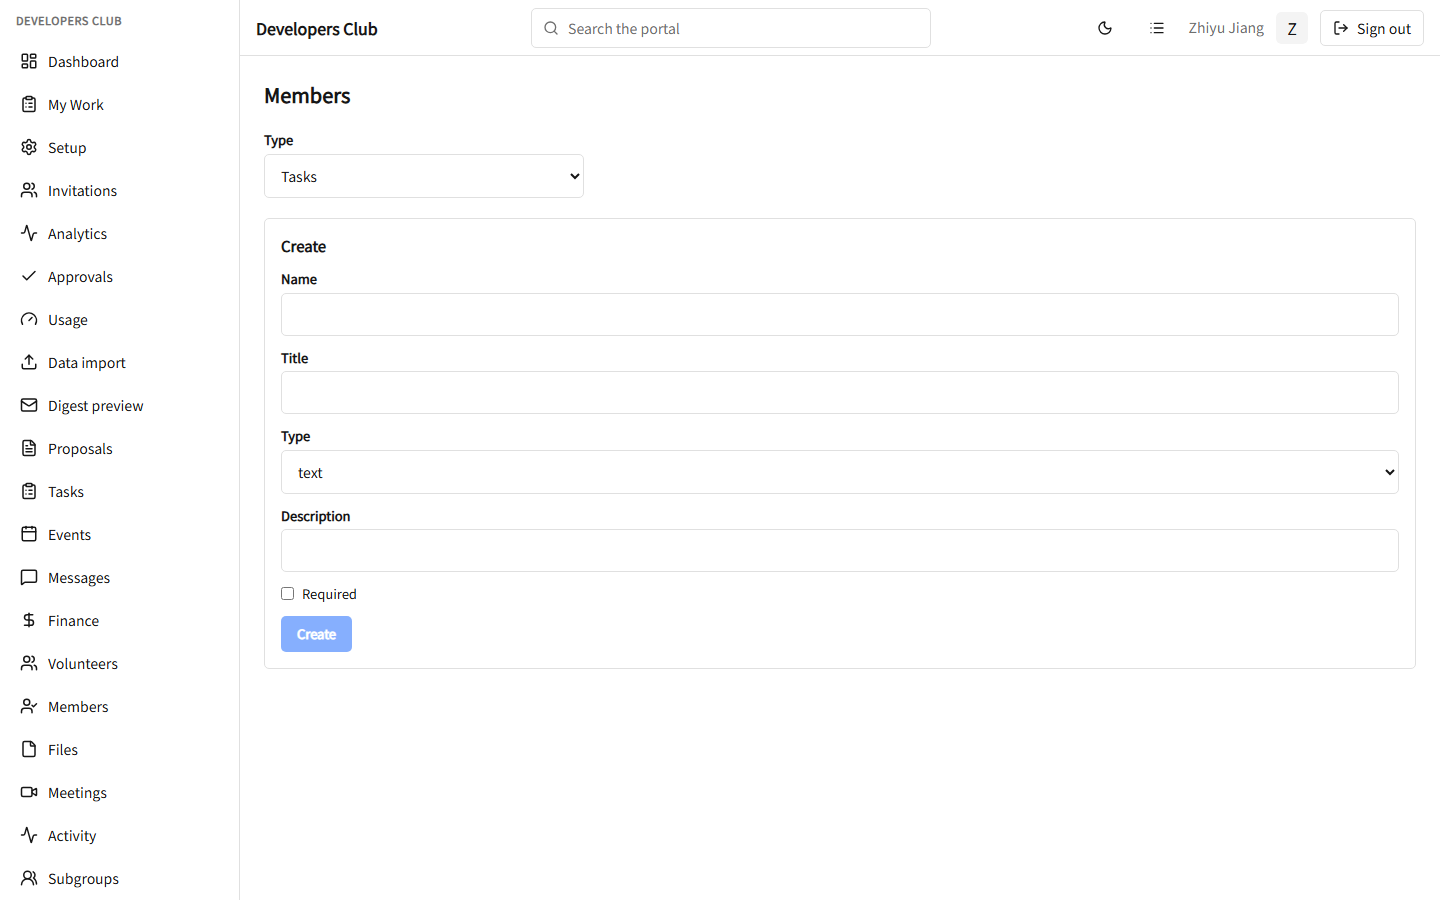 DEVELOPERS CLUB
Dashboard
My Work
Setup
Invitations
Analytics
Approvals
Usage
Data import
Digest preview
Proposals
Tasks
Events
Messages
Finance
Volunteers
Members
Files
Meetings
Activity
Subgroups
Developers Club
Search the portal
Zhiyu Jiang
Z
Sign out
Members
Type
Tasks
Create
Name
Title
Type
text
Description
Required
Create